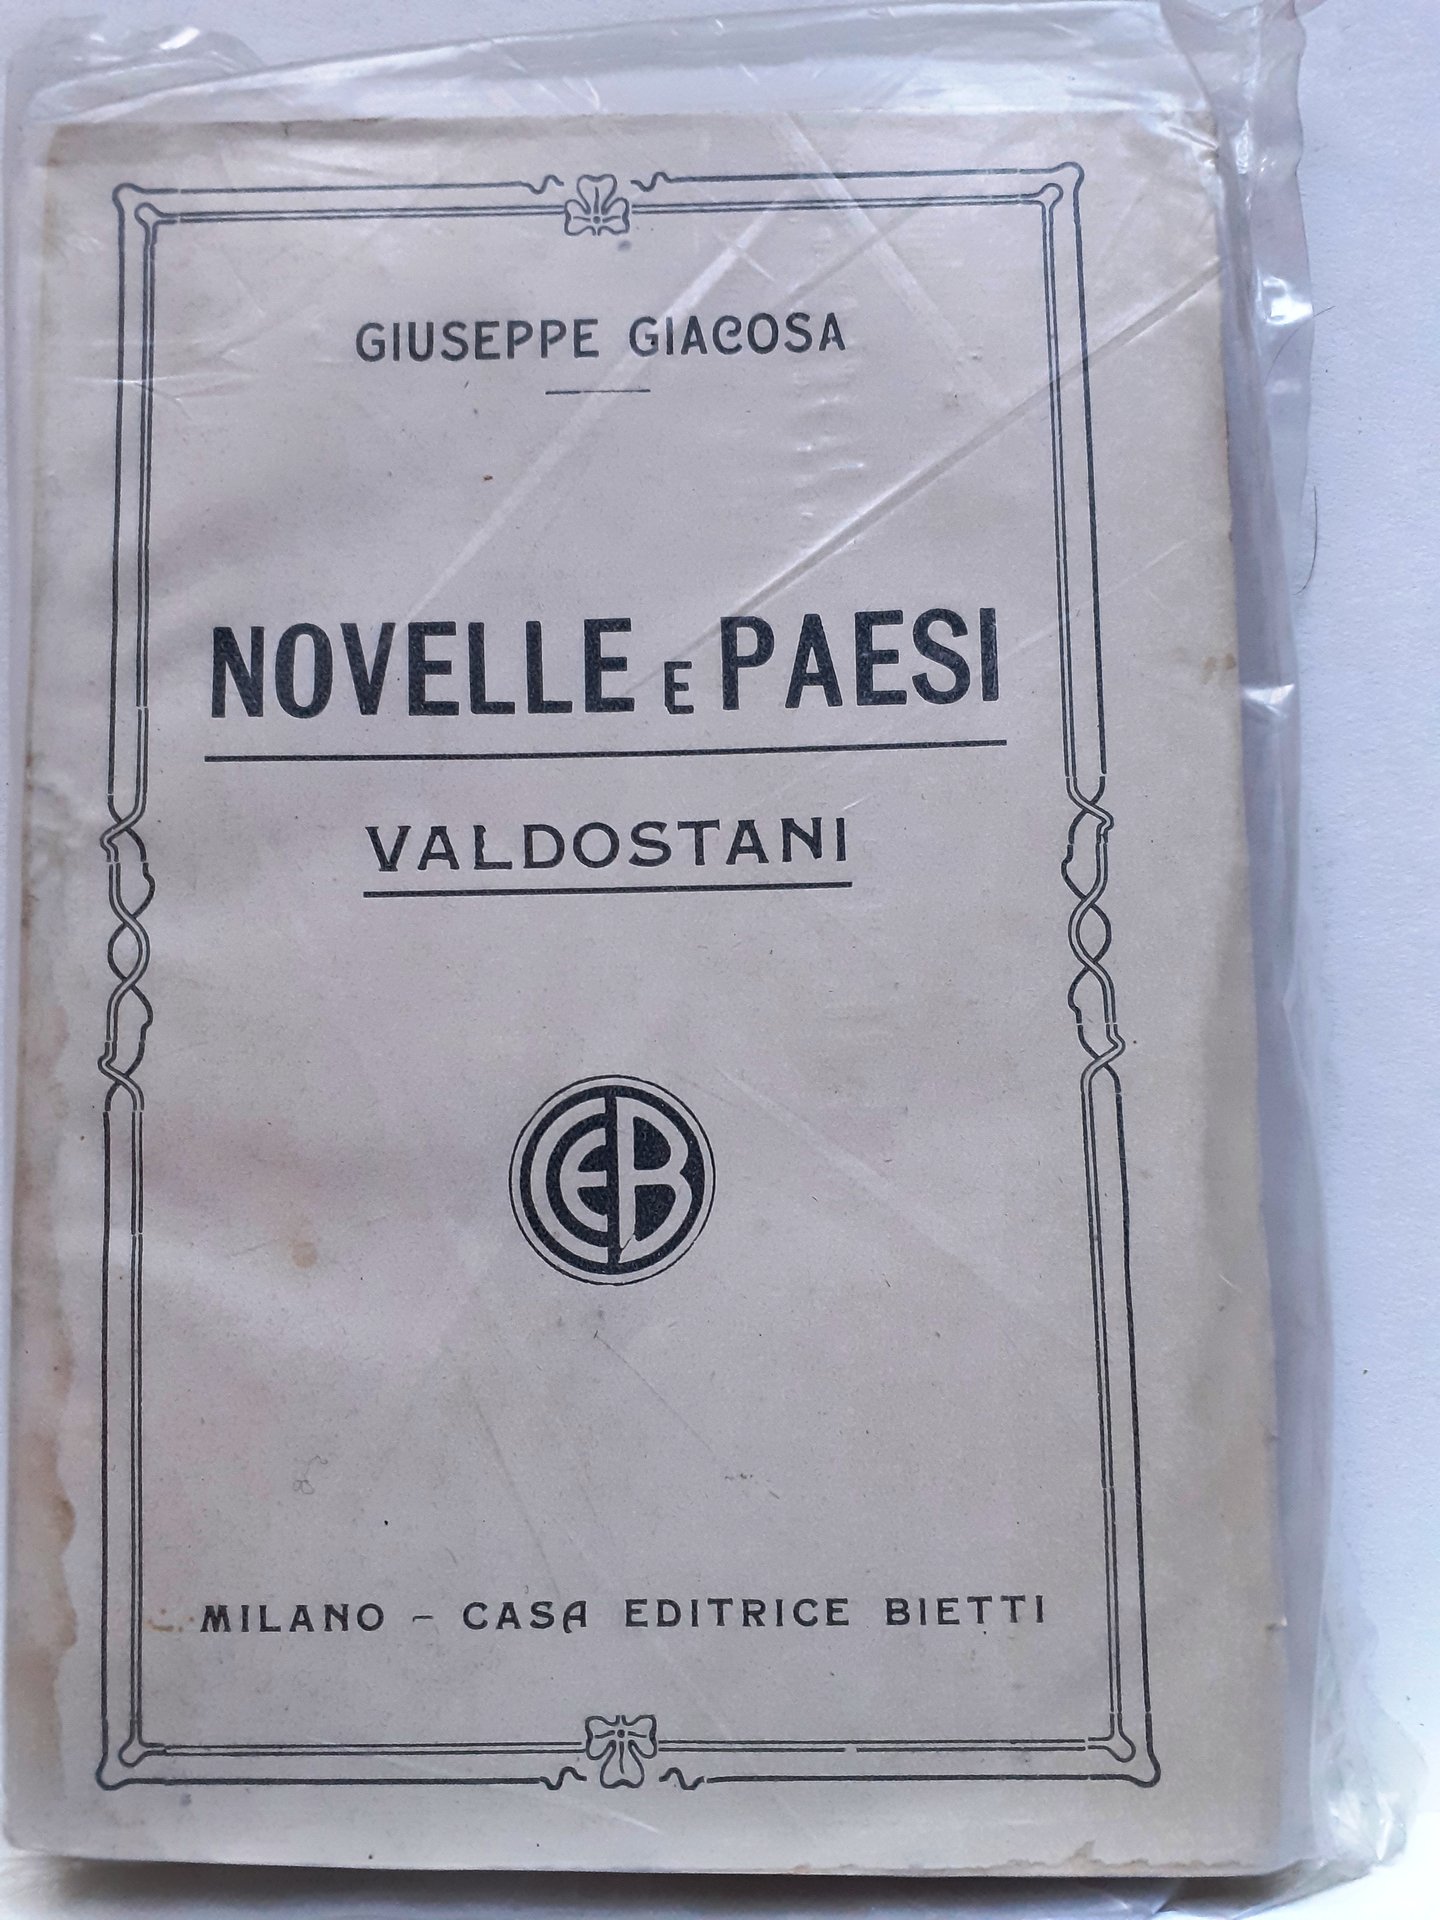 GIUSEPPE GIACOSA
NOVELLE E PAESI
VALDOSTANI
CEB
MILANO - CASA EDITRICE BIETTI